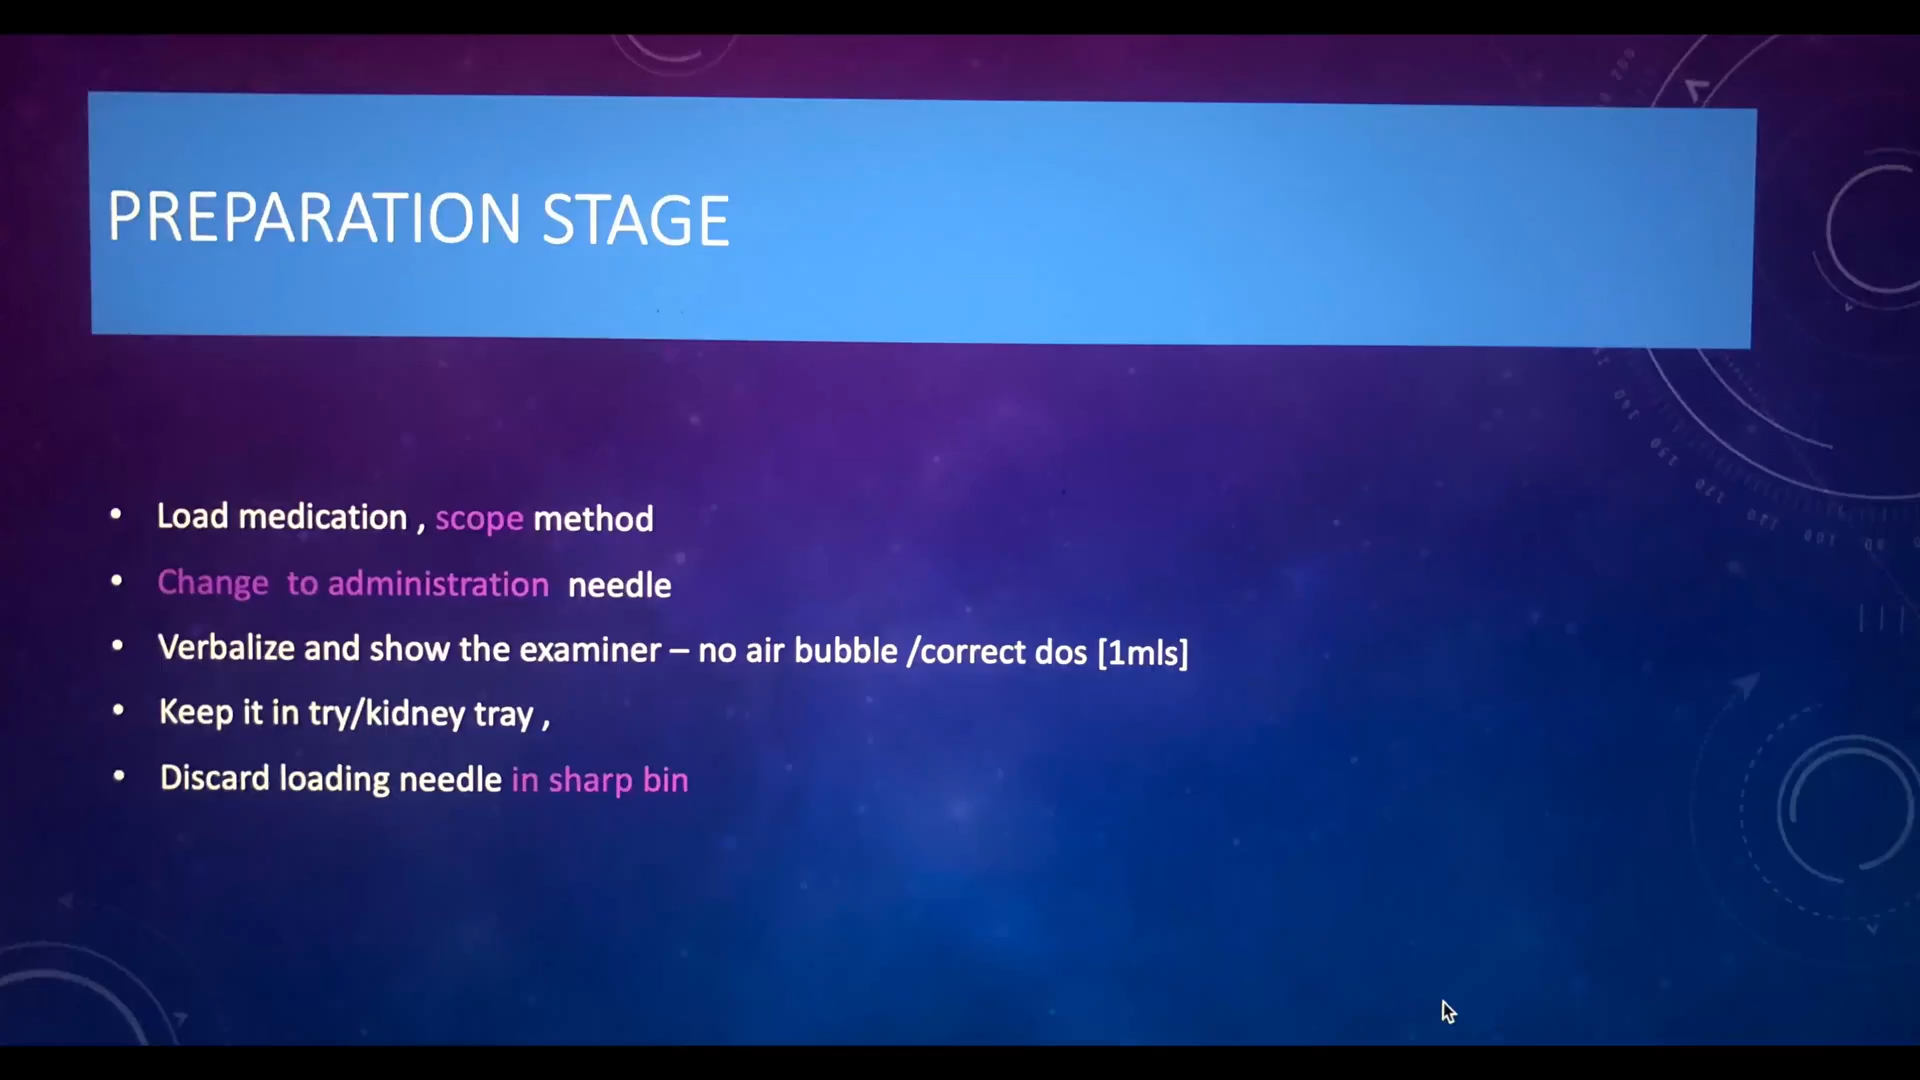 PREPARATION STAGE
• Load medication , scope method
• Change to administration needle
• Verbalize and show the examiner – no air bubble /correct dos [1mls]
• Keep it in try/kidney tray ,
• Discard loading needle in sharp bin